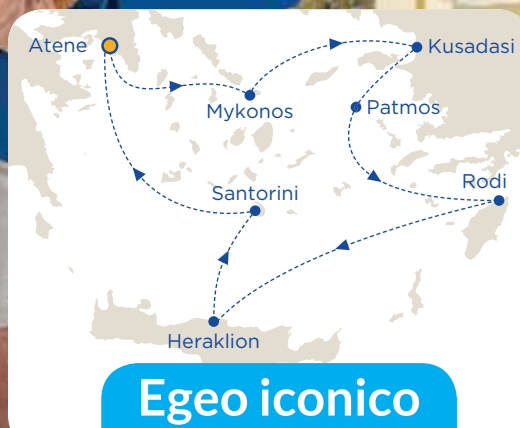 Atene
Kusadasi
Mykonos
Patmos
Rodi
Santorini
Heraklion
Egeo iconico